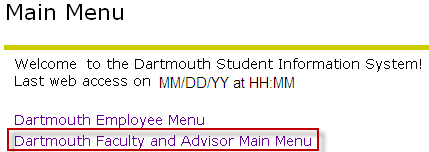 Main Menu
Welcome to the Dartmouth Student Information System!
Last web access on MM/DD/YY at HH:MM
Dartmouth Employee Menu
Dartmouth Faculty and Advisor Main Menu